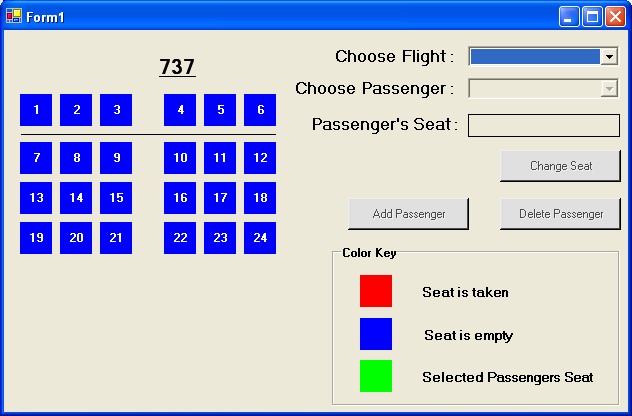 Form1
737
1 2 3 4 5 6
7 8 9 10 11 12
13 14 15 16 17 18
19 20 21 22 23 24
Choose Flight :
Choose Passenger :
Passenger's Seat :
Change Seat
Add Passenger Delete Passenger
Color Key
Seat is taken
Seat is empty
Selected Passengers Seat